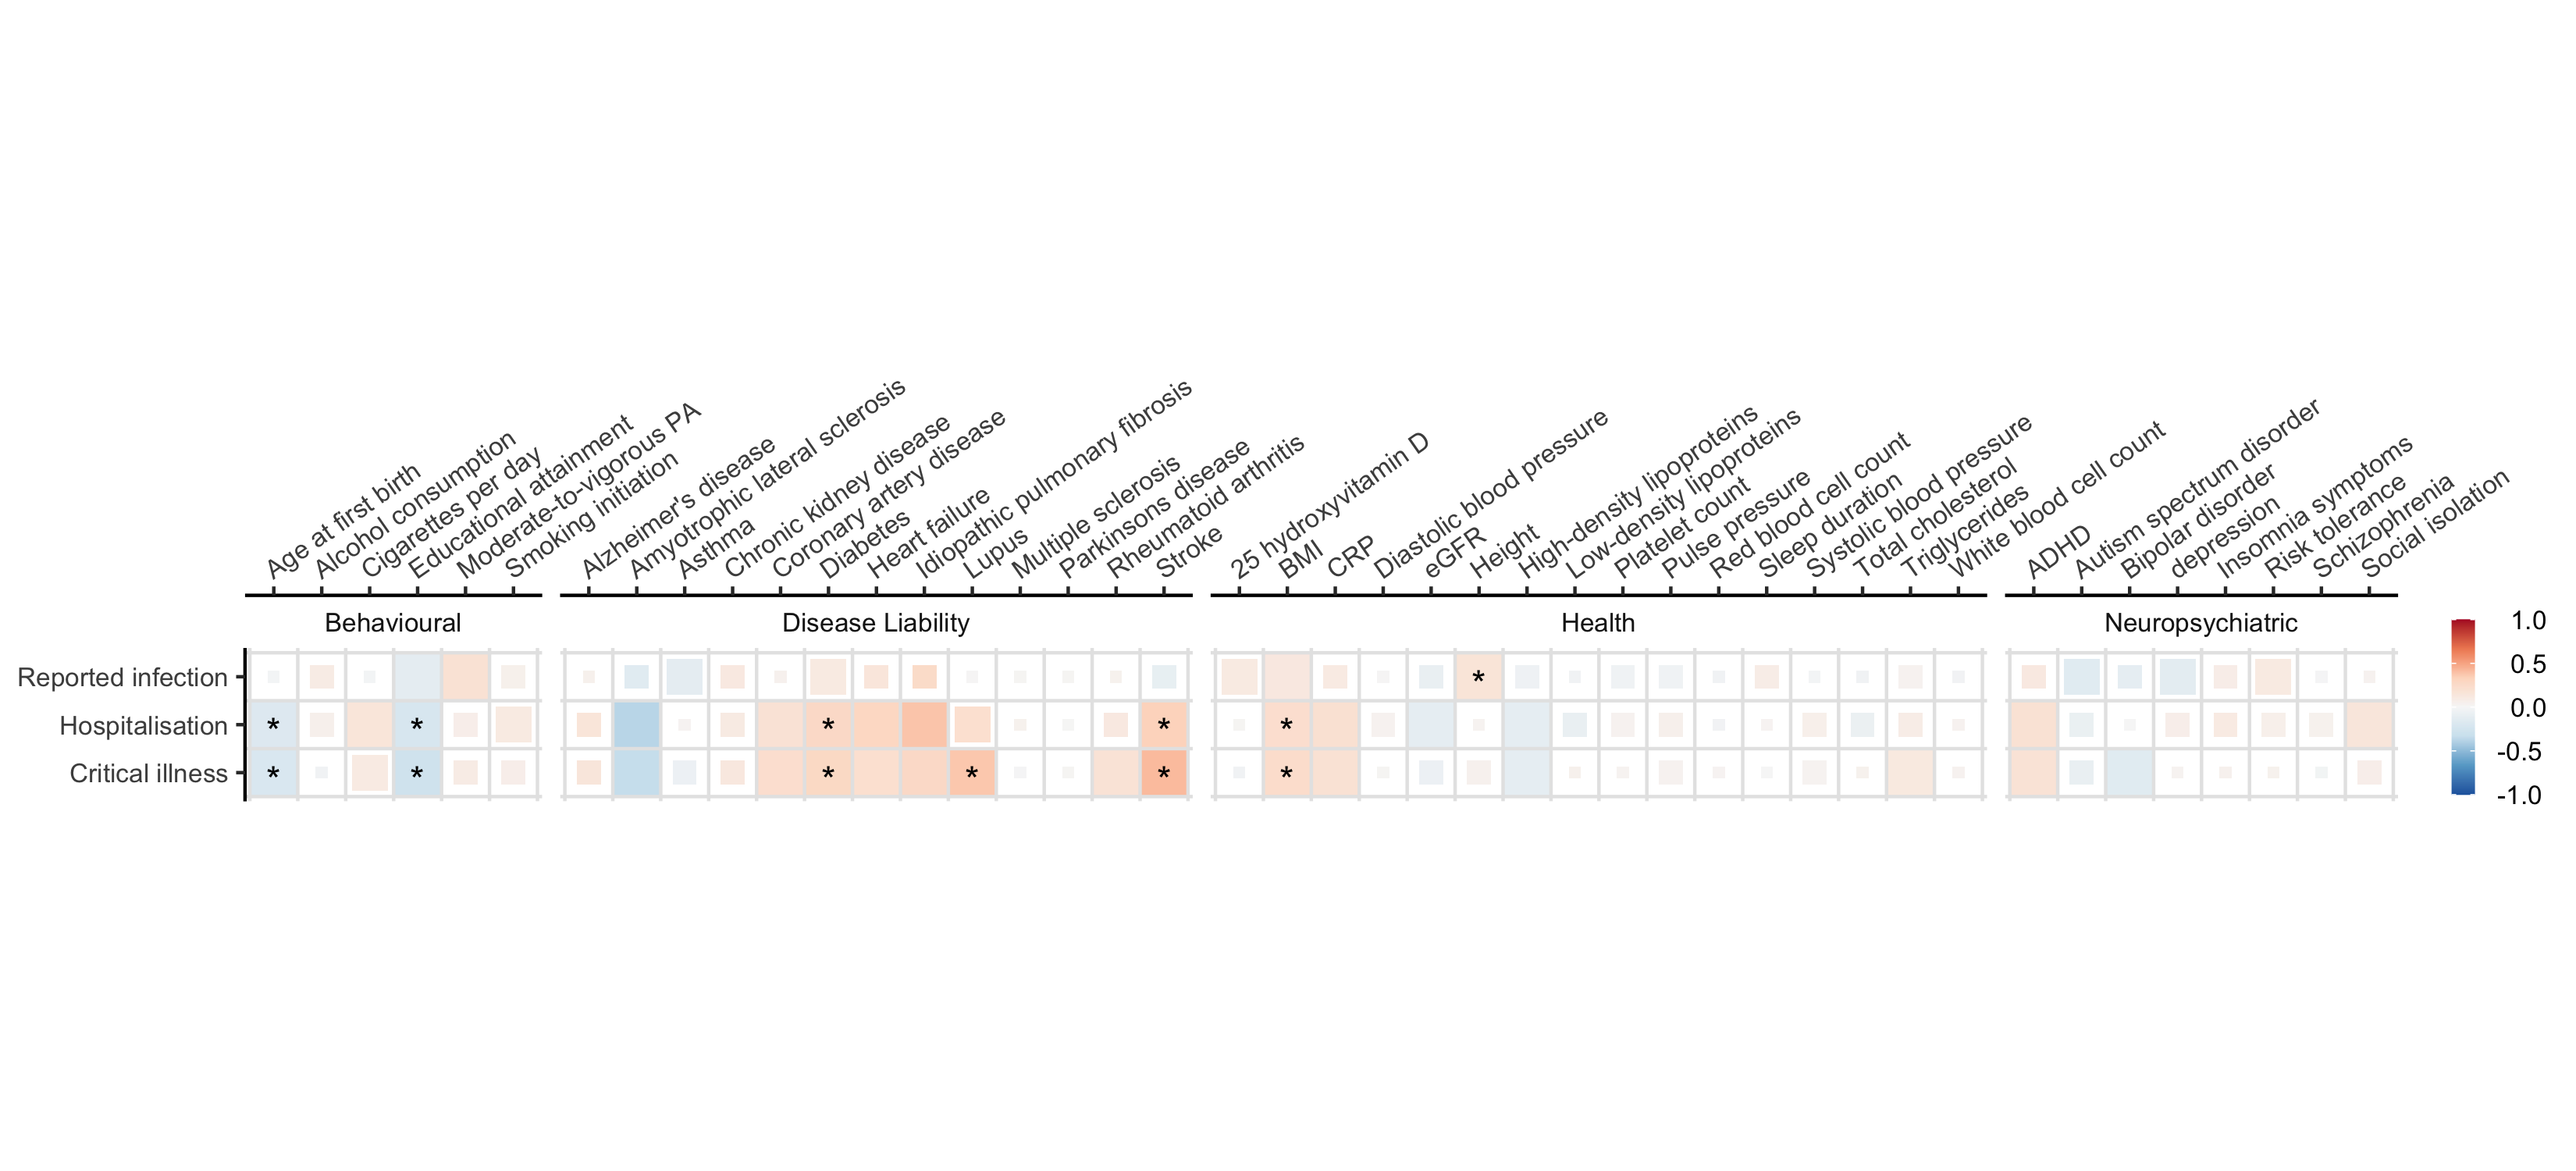 Age at first birth
Alcohol consumption
Cigarettes per day
Educational attainment
Moderate-to-vigorous PA
Smoking initiation
Alzheimer's disease
Amyotrophic lateral sclerosis
Asthma
Chronic kidney disease
Coronary artery disease
Diabetes
Heart failure
Idiopathic pulmonary fibrosis
Lupus
Multiple sclerosis
Parkinsons disease
Rheumatoid arthritis
Stroke
25 hydroxyvitamin D
BMI
CRP
Diastolic blood pressure
eGFR
Height
High-density lipoproteins
Low-density lipoproteins
Platelet count
Pulse pressure
Red blood cell count
Sleep duration
Systolic blood pressure
Total cholesterol
Triglycerides
White blood cell count
ADHD
Autism spectrum disorder
Bipolar disorder
depression
Insomnia symptoms
Risk tolerance
Schizophrenia
Social isolation
Behavioural
Disease Liability
Health
Neuropsychiatric
Reported infection *
Hospitalisation * * * * *
Critical illness * * * * * *
1.0
0.5
0.0
-0.5
-1.0